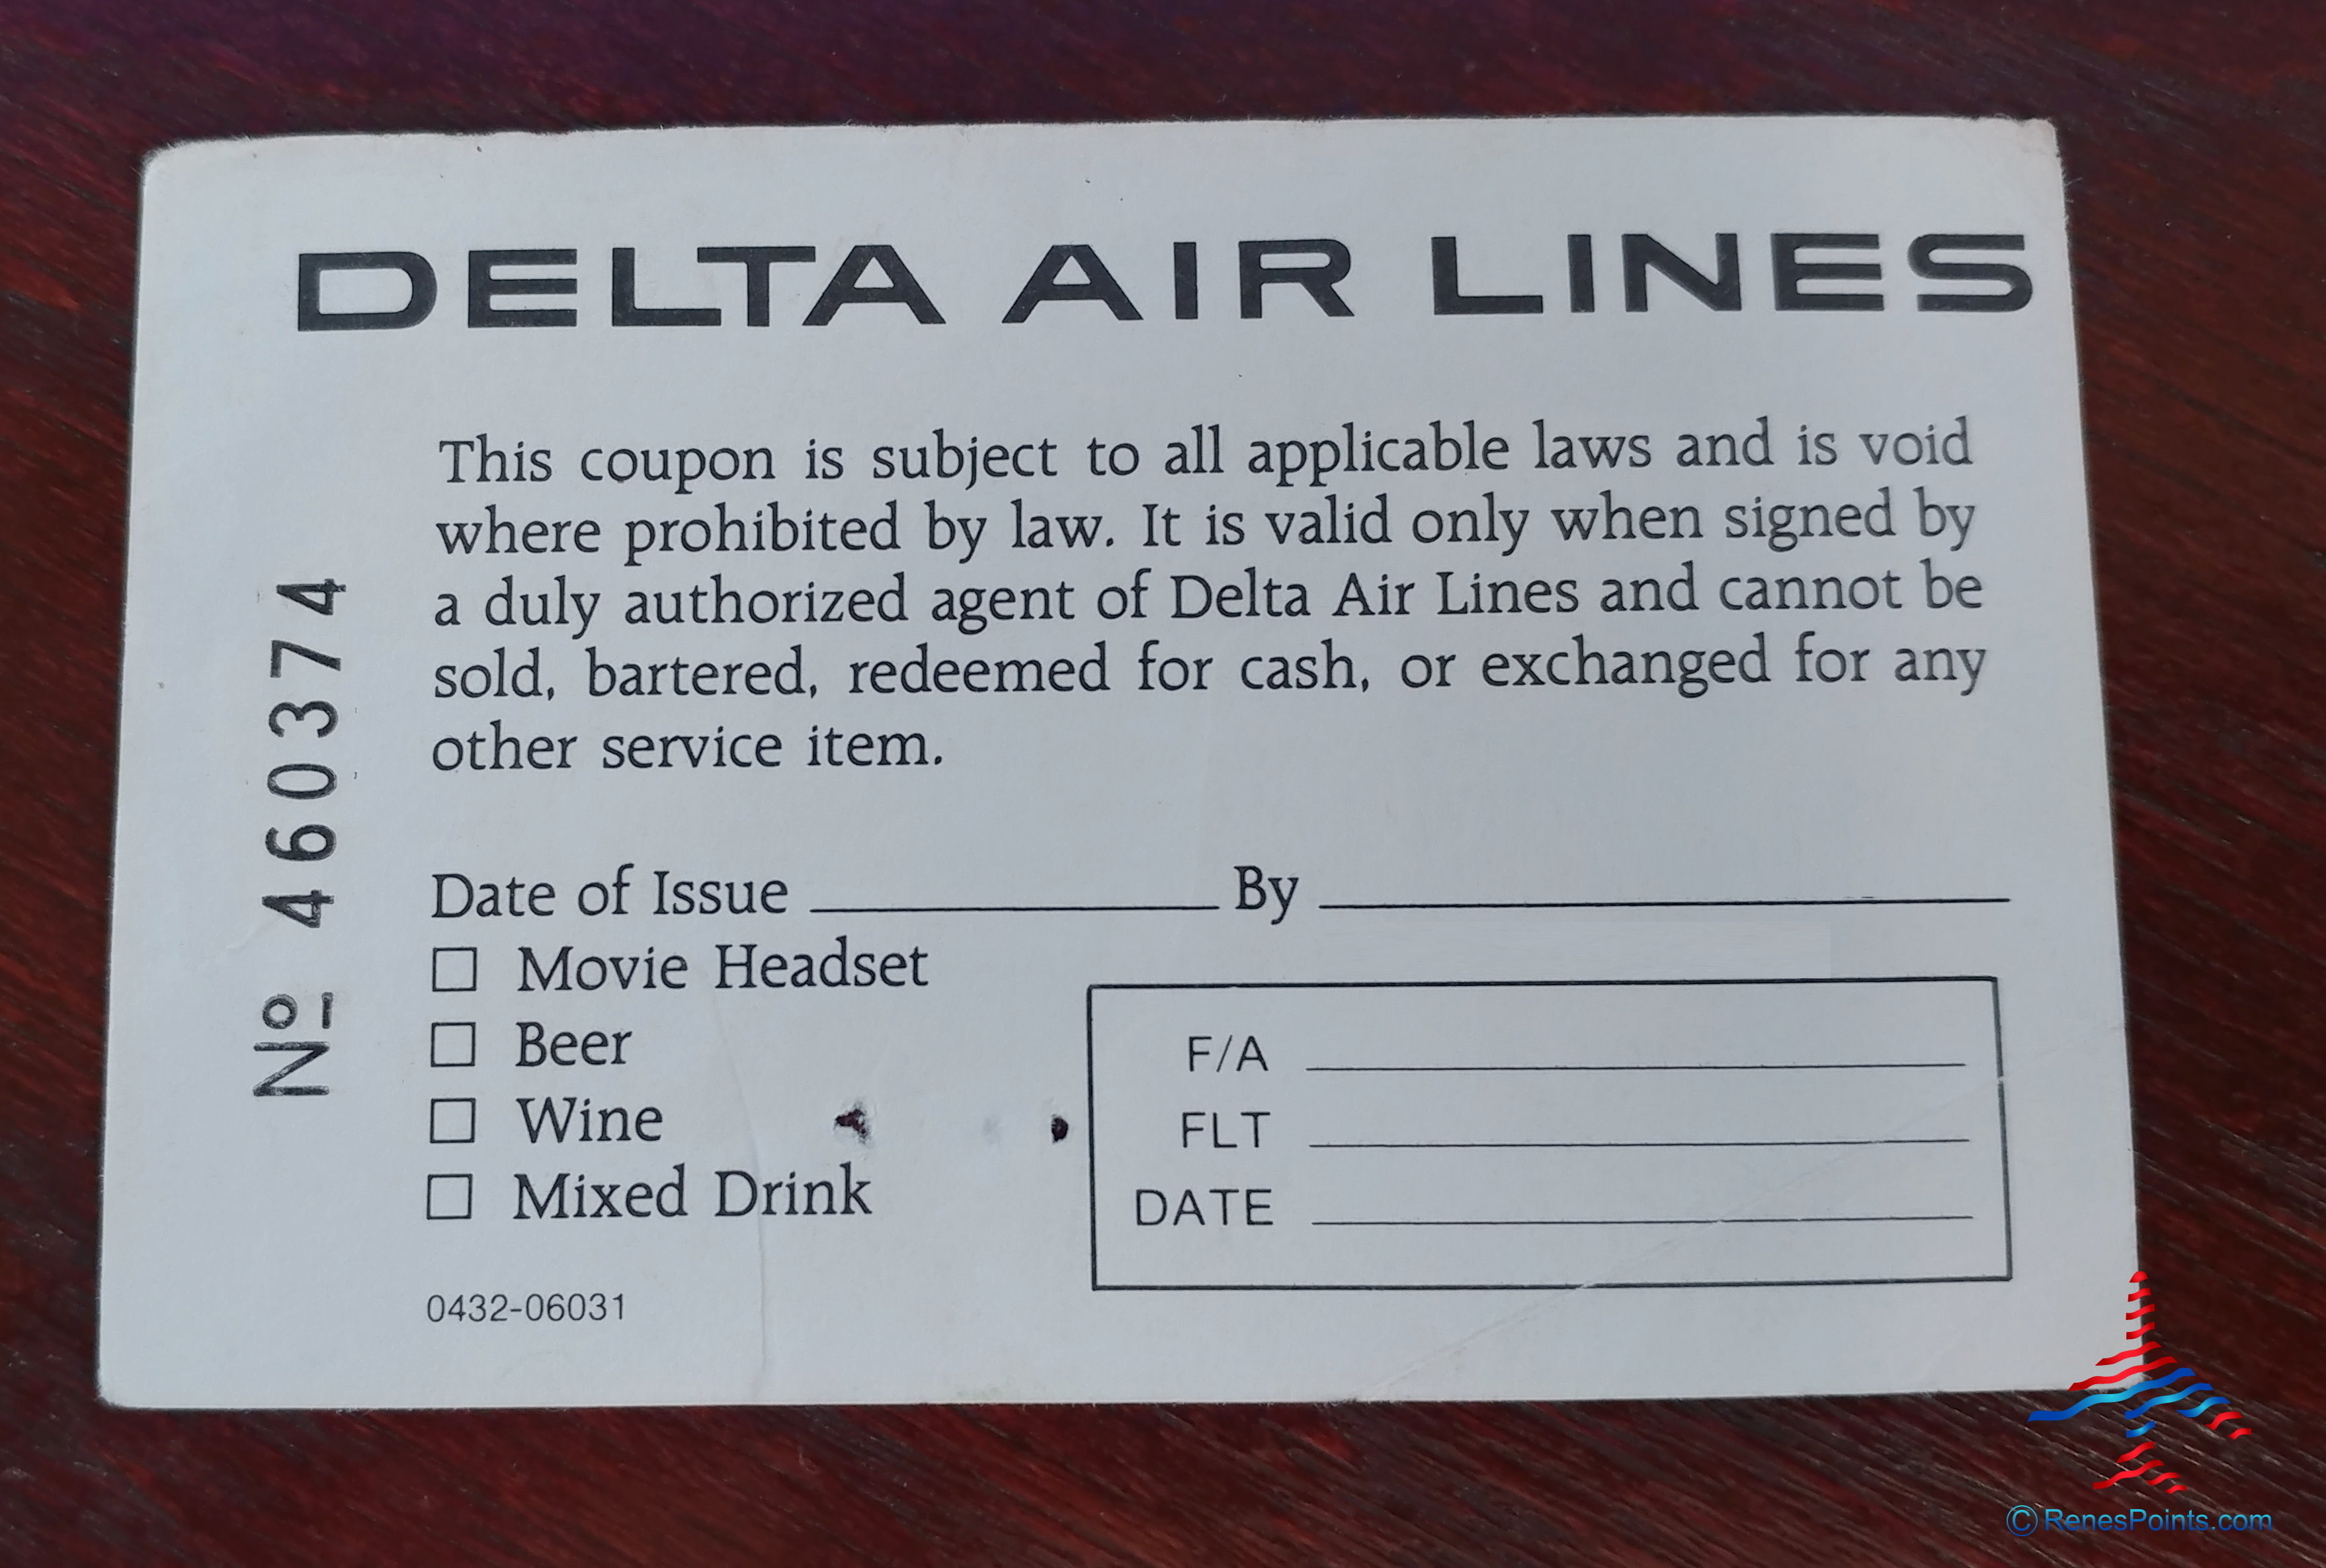 DELTA AIR LINES
This coupon is subject to all applicable laws and is void
where prohibited by law. It is valid only when signed by
a duly authorized agent of Delta Air Lines and cannot be
sold, bartered, redeemed for cash, or exchanged for any
other service item.
Nº 460374
Date of Issue By
Movie Headset
Beer
Wine
Mixed Drink
F/A
FLT
DATE
0432-06031
© RenesPoints.com